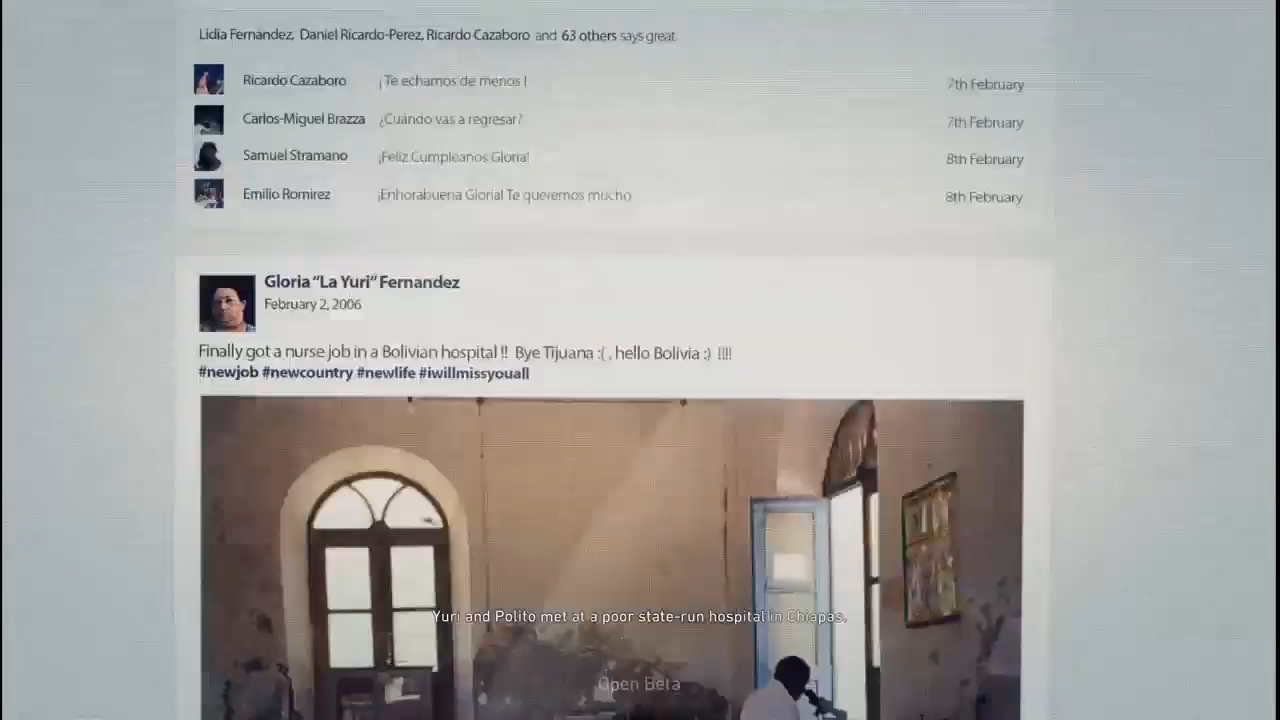 Lidia Fernandez, Daniel Ricardo-Perez, Ricardo Cazaboro and 63 others says great.
Ricardo Cazaboro ¡Te echamos de menos! 7th February
Carlos-Miguel Brazza ¿Cuándo vas a regresar? 7th February
Samuel Stramano ¡Feliz Cumpleanos Gloria! 8th February
Emilio Romirez ¡Enhorabuena Gloria! Te queremos mucho 8th February
Gloria “La Yuri” Fernandez
February 2, 2006
Finally got a nurse job in a Bolivian hospital !! Bye Tijuana :( , hello Bolivia :) !!!!
#newjob #newcountry #newlife #iwillmissyouall
Yuri and Polito met at a poor state-run hospital in Chiapas.
Open Beta